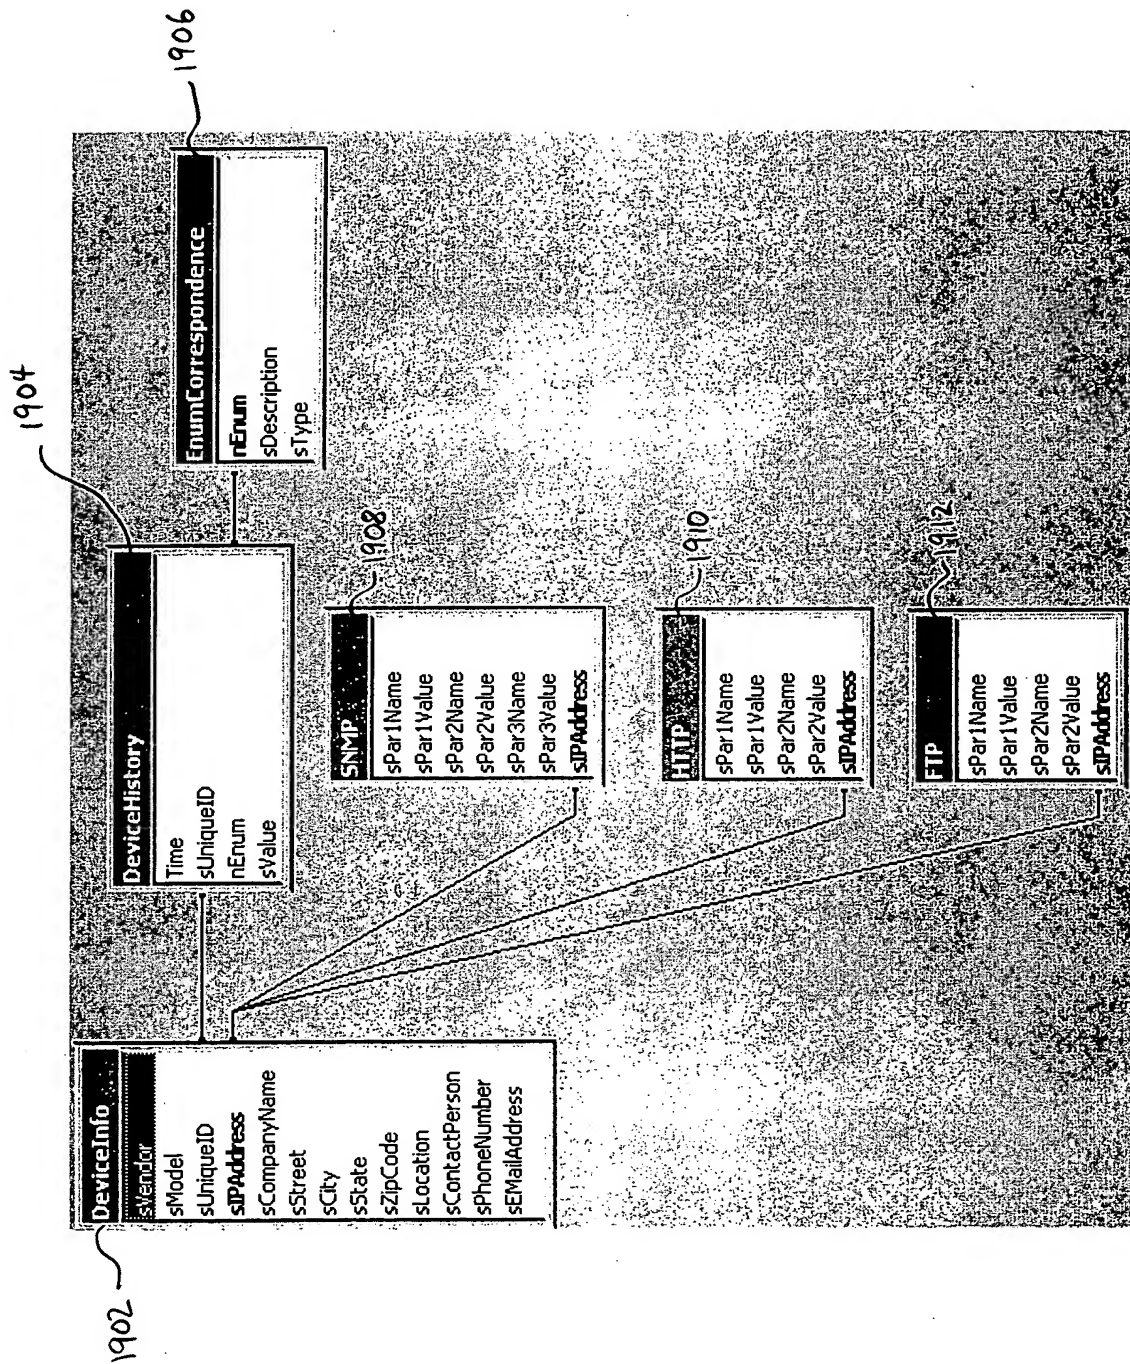 1902
DeviceInfo
sVendor
sModel
sUniqueID
sIPAddress
sCompanyName
sStreet
sCity
sState
sZipCode
sLocation
sContactPerson
sPhoneNumber
sEMailAddress
1904
DeviceHistory
Time
sUniqueID
nEnum
sValue
1906
EnumCorrespondence
nEnum
sDescription
sType
SNMP
1908
sPar1Name
sPar1Value
sPar2Name
sPar2Value
sPar3Name
sPar3Value
sIPAddress
HTTP
1910
sPar1Name
sPar1Value
sPar2Name
sPar2Value
sIPAddress
FTP
1912
sPar1Name
sPar1Value
sPar2Name
sPar2Value
sIPAddress